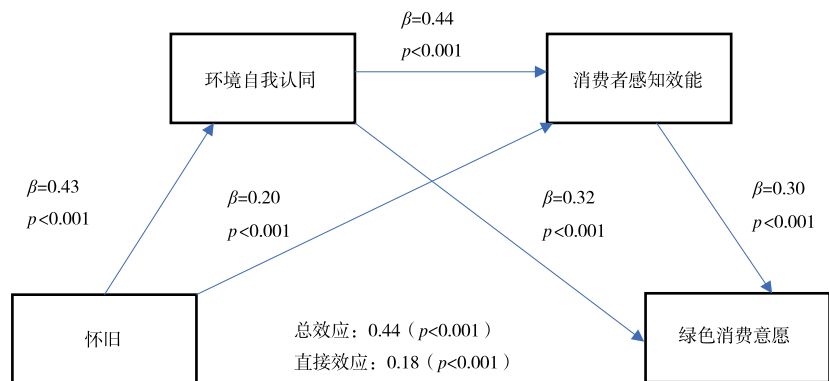 β=0.44
p<0.001
环境自我认同
消费者感知效能
β=0.43
p<0.001
β=0.20
p<0.001
β=0.32
p<0.001
β=0.30
p<0.001
怀旧
总效应：0.44（p<0.001）
直接效应：0.18（p<0.001）
绿色消费意愿